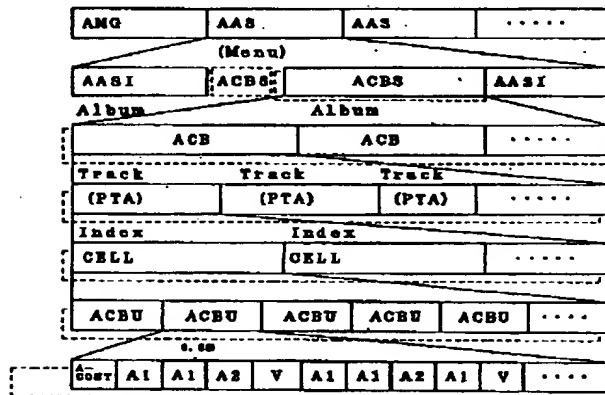 AMG AAS AAS .....
(Menu)
AASI ACBS ACBS AASI
Album Album
ACB ACB .....
Track Track Track
(PTA) (PTA) (PTA) .....
Index Index
CELL CELL .....
ACBU ACBU ACBU ACBU ACBU ....
A1 A1 A2 V A1 A1 A2 A1 V ....